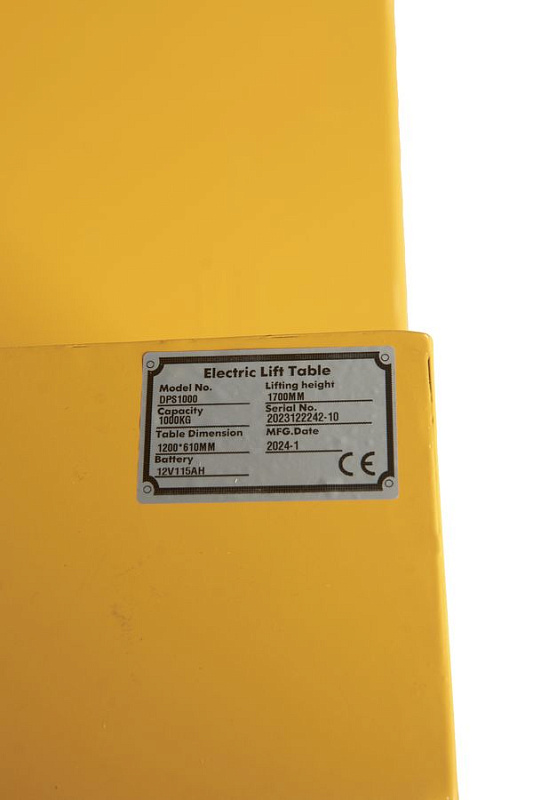 Electric Lift Table
Model No.
DPS1000
Lifting height
1700MM
Capacity
1000KG
Serial No.
2023122242-10
Table Dimension
1200*610MM
MFG.Date
2024-1
Battery
12V115AH
CE